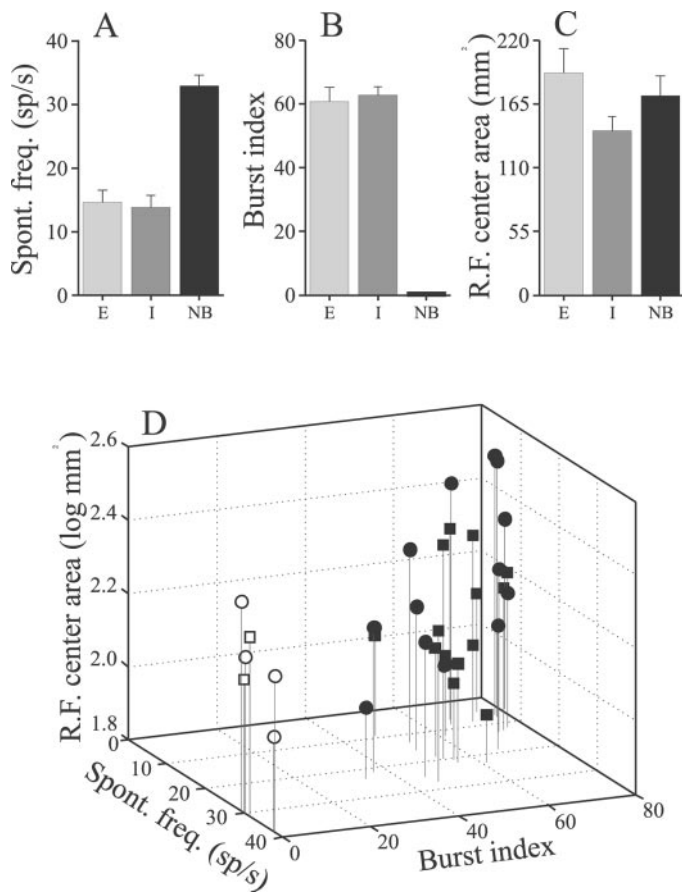 A
Spont. freq. (sp/s)
40
30
20
10
0
E I NB
B
Burst index
80
60
40
20
0
E I NB
C
R.F. center area (mm²)
220
165
110
55
0
E I NB
D
R.F. center area (log mm²)
2.6
2.4
2.2
2.0
1.8
Spont. freq. (sp/s)
0
10
20
30
40
Burst index
0
20
40
60
80